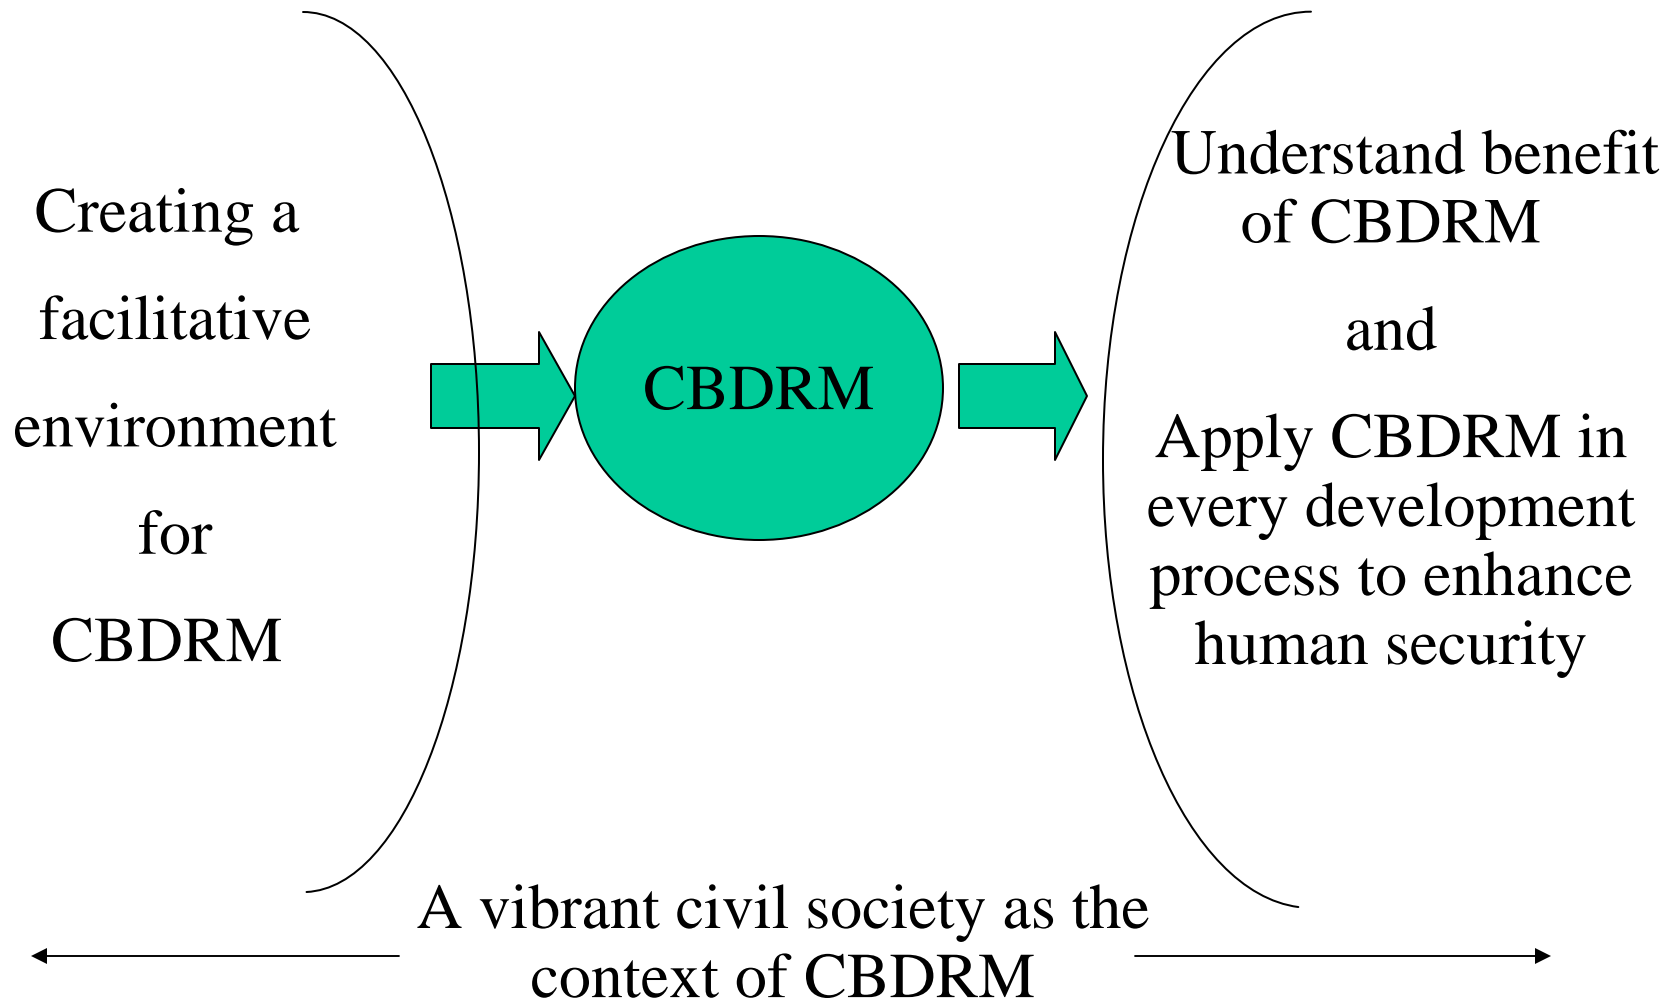 Creating a
facilitative
environment
for
CBDRM
CBDRM
Understand benefit
of CBDRM
and
Apply CBDRM in
every development
process to enhance
human security
A vibrant civil society as the
context of CBDRM